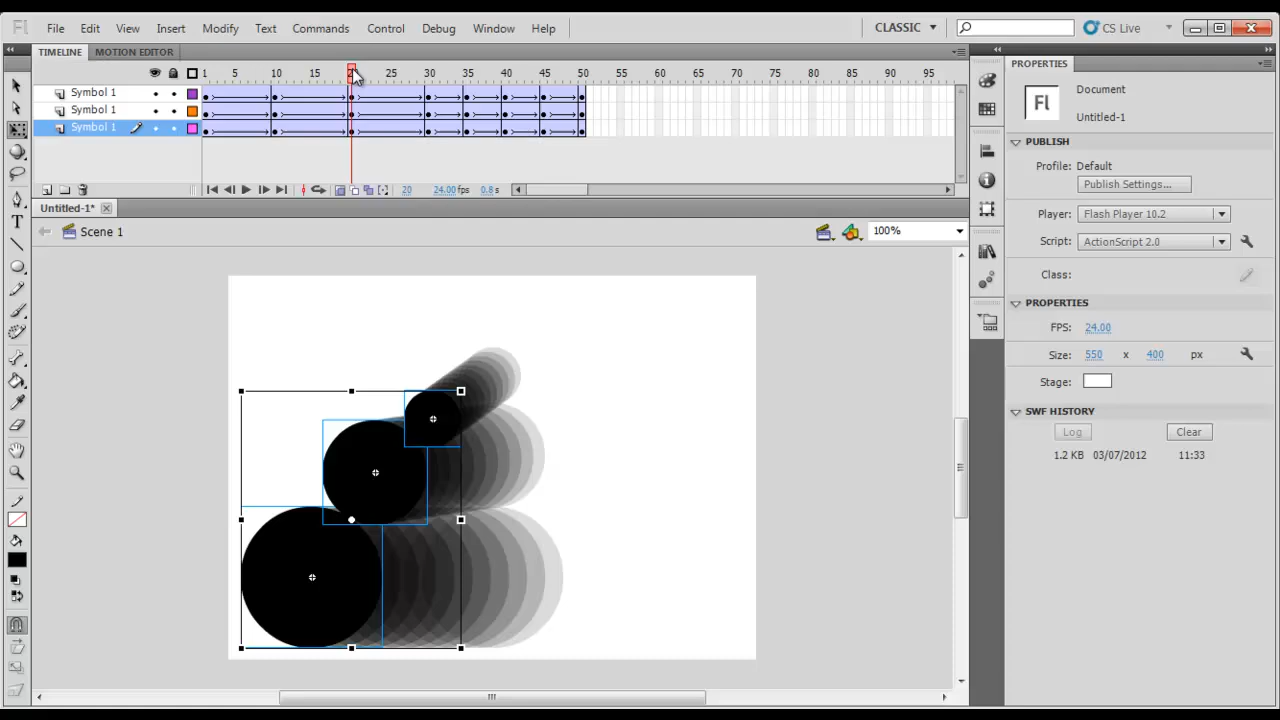 Fl File Edit View Insert Modify Text Commands Control Debug Window Help CLASSIC CS Live
TIMELINE MOTION EDITOR
1 5 10 15 20 25 30 35 40 45 50 55 60 65 70 75 80 85 90 95
Symbol 1
Symbol 1
Symbol 1
20 24.00 fps 0.8 s
Untitled-1*
Scene 1 100%
PROPERTIES
Fl
Document
Untitled-1
PUBLISH
Profile: Default
Publish Settings...
Player: Flash Player 10.2
Script: ActionScript 2.0
Class:
PROPERTIES
FPS: 24.00
Size: 550 x 400 px
Stage:
SWF HISTORY
Log Clear
1.2 KB 03/07/2012 11:33